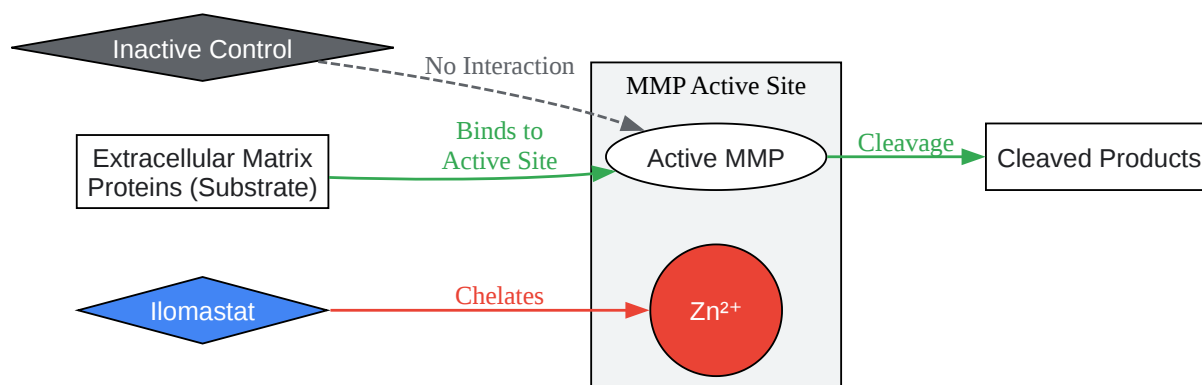 Inactive Control
No Interaction
MMP Active Site
Extracellular Matrix
Proteins (Substrate)
Binds to
Active Site
Active MMP
Cleavage
Cleaved Products
Ilomastat
Chelates
Zn²⁺